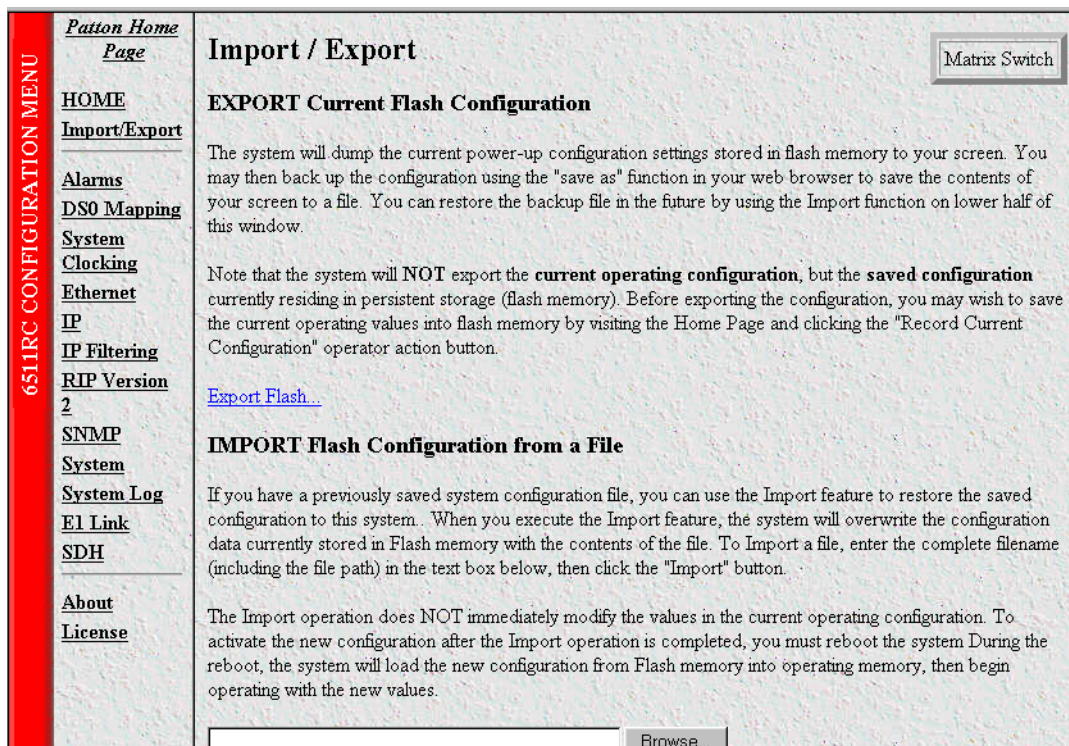 6511RC CONFIGURATION MENU
Patton Home
Page
HOME
Import/Export
Alarms
DS0 Mapping
System
Clocking
Ethernet
IP
IP Filtering
RIP Version
2
SNMP
System
System Log
E1 Link
SDH
About
License
Import / Export
Matrix Switch
EXPORT Current Flash Configuration
The system will dump the current power-up configuration settings stored in flash memory to your screen. You
may then back up the configuration using the "save as" function in your web browser to save the contents of
your screen to a file. You can restore the backup file in the future by using the Import function on lower half of
this window.
Note that the system will NOT export the current operating configuration, but the saved configuration
currently residing in persistent storage (flash memory). Before exporting the configuration, you may wish to save
the current operating values into flash memory by visiting the Home Page and clicking the "Record Current
Configuration" operator action button.
Export Flash...
IMPORT Flash Configuration from a File
If you have a previously saved system configuration file, you can use the Import feature to restore the saved
configuration to this system.. When you execute the Import feature, the system will overwrite the configuration
data currently stored in Flash memory with the contents of the file. To Import a file, enter the complete filename
(including the file path) in the text box below, then click the "Import" button.
The Import operation does NOT immediately modify the values in the current operating configuration. To
activate the new configuration after the Import operation is completed, you must reboot the system During the
reboot, the system will load the new configuration from Flash memory into operating memory, then begin
operating with the new values.
Browse...